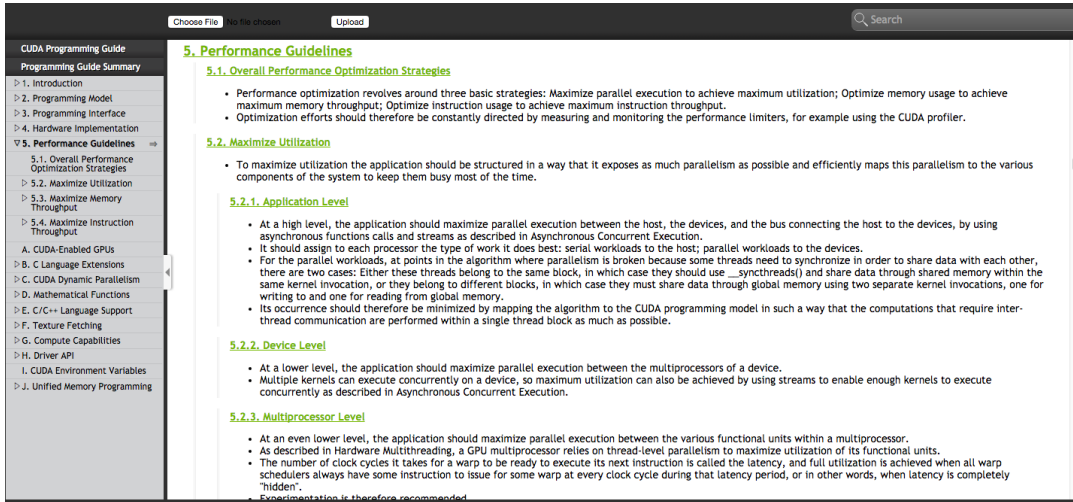 Choose File No file chosen Upload Search
CUDA Programming Guide
Programming Guide Summary
1. Introduction
2. Programming Model
3. Programming Interface
4. Hardware Implementation
5. Performance Guidelines
5.1. Overall Performance
Optimization Strategies
5.2. Maximize Utilization
5.3. Maximize Memory
Throughput
5.4. Maximize Instruction
Throughput
A. CUDA-Enabled GPUs
B. C Language Extensions
C. CUDA Dynamic Parallelism
D. Mathematical Functions
E. C/C++ Language Support
F. Texture Fetching
G. Compute Capabilities
H. Driver API
I. CUDA Environment Variables
J. Unified Memory Programming
5. Performance Guidelines
5.1. Overall Performance Optimization Strategies
• Performance optimization revolves around three basic strategies: Maximize parallel execution to achieve maximum utilization; Optimize memory usage to achieve
maximum memory throughput; Optimize instruction usage to achieve maximum instruction throughput.
• Optimization efforts should therefore be constantly directed by measuring and monitoring the performance limiters, for example using the CUDA profiler.
5.2. Maximize Utilization
• To maximize utilization the application should be structured in a way that it exposes as much parallelism as possible and efficiently maps this parallelism to the various
components of the system to keep them busy most of the time.
5.2.1. Application Level
• At a high level, the application should maximize parallel execution between the host, the devices, and the bus connecting the host to the devices, by using
asynchronous functions calls and streams as described in Asynchronous Concurrent Execution.
• It should assign to each processor the type of work it does best: serial workloads to the host; parallel workloads to the devices.
• For the parallel workloads, at points in the algorithm where parallelism is broken because some threads need to synchronize in order to share data with each other,
there are two cases: Either these threads belong to the same block, in which case they should use __syncthreads() and share data through shared memory within the
same kernel invocation, or they belong to different blocks, in which case they must share data through global memory using two separate kernel invocations, one for
writing to and one for reading from global memory.
• Its occurrence should therefore be minimized by mapping the algorithm to the CUDA programming model in such a way that the computations that require inter-
thread communication are performed within a single thread block as much as possible.
5.2.2. Device Level
• At a lower level, the application should maximize parallel execution between the multiprocessors of a device.
• Multiple kernels can execute concurrently on a device, so maximum utilization can also be achieved by using streams to enable enough kernels to execute
concurrently as described in Asynchronous Concurrent Execution.
5.2.3. Multiprocessor Level
• At an even lower level, the application should maximize parallel execution between the various functional units within a multiprocessor.
• As described in Hardware Multithreading, a GPU multiprocessor relies on thread-level parallelism to maximize utilization of its functional units.
• The number of clock cycles it takes for a warp to be ready to execute its next instruction is called the latency, and full utilization is achieved when all warp
schedulers always have some instruction to issue for some warp at every clock cycle during that latency period, or in other words, when latency is completely
"hidden".
• Experimentation is therefore recommended.